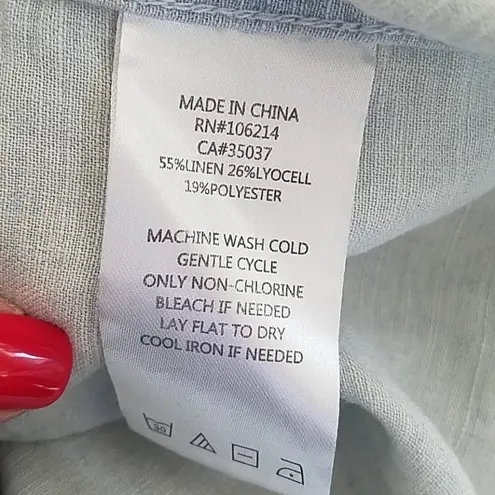 MADE IN CHINA
RN#106214
CA#35037
55%LINEN 26%LYOCELL
19%POLYESTER
MACHINE WASH COLD
GENTLE CYCLE
ONLY NON-CHLORINE
BLEACH IF NEEDED
LAY FLAT TO DRY
COOL IRON IF NEEDED
30